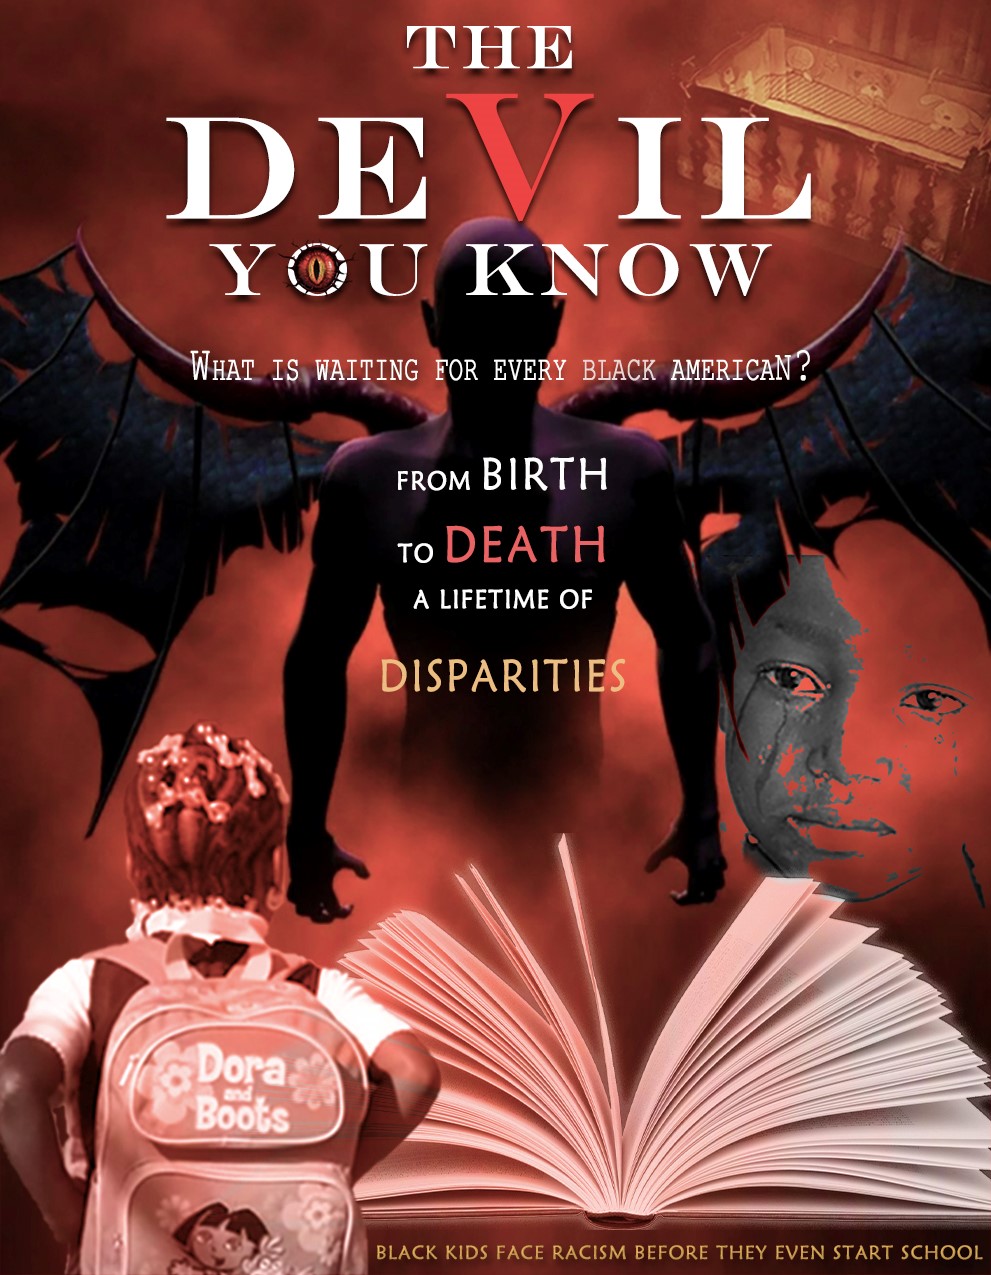 THE
DEVIL
YOU KNOW
WHAT IS WAITING FOR EVERY BLACK AMERICAN?
FROM BIRTH
TO DEATH
A LIFETIME OF
DISPARITIES
Dora
and
Boots
BLACK KIDS FACE RACISM BEFORE THEY EVEN START SCHOOL